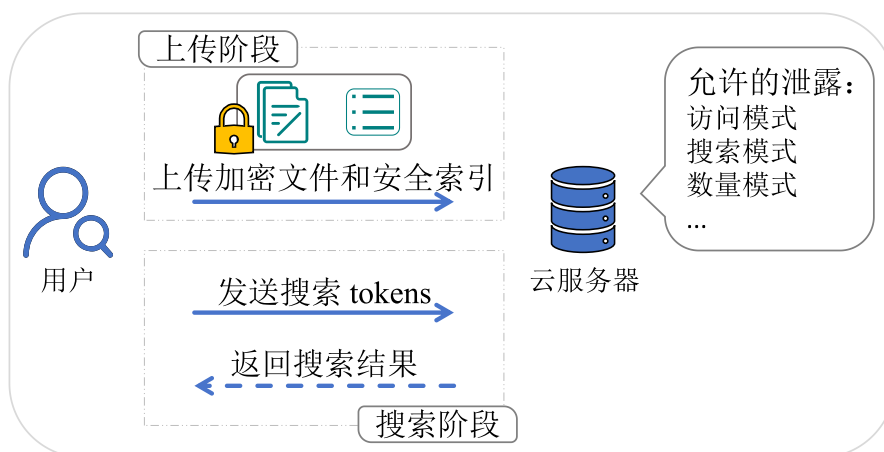 上传阶段
上传加密文件和安全索引
用户
云服务器
允许的泄露：
访问模式
搜索模式
数量模式
...
发送搜索 tokens
返回搜索结果
搜索阶段